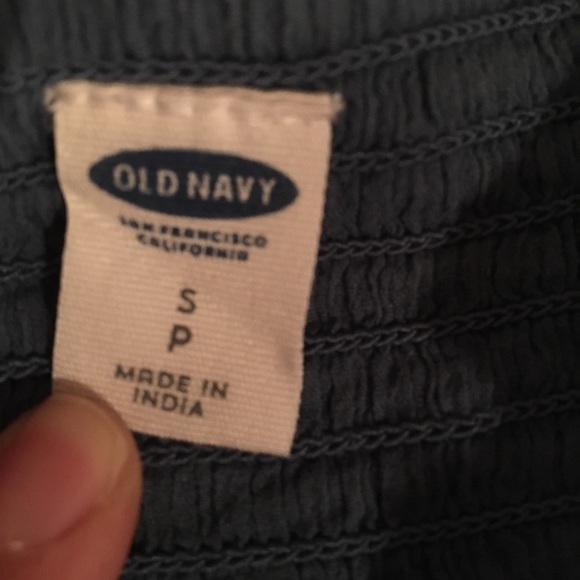 OLD NAVY
SAN FRANCISCO
CALIFORNIA
S
P
MADE IN
INDIA